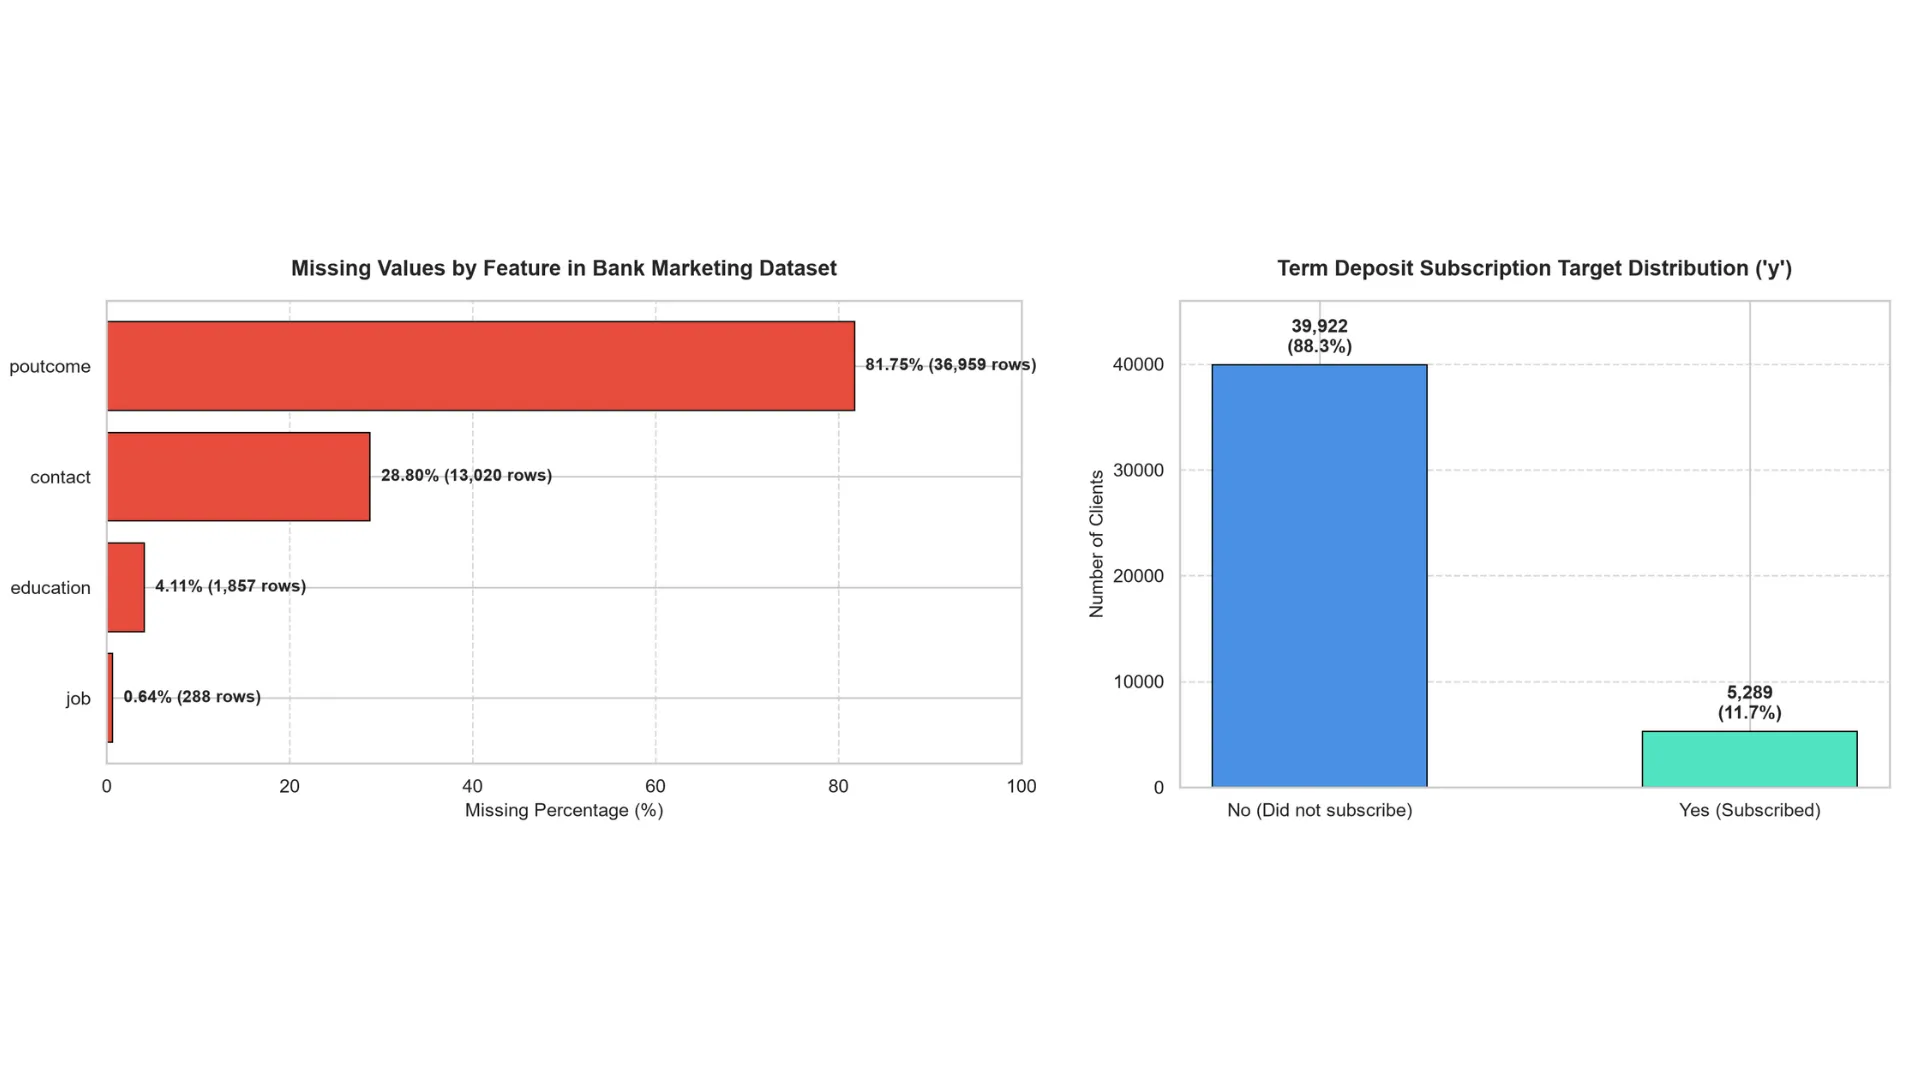 Missing Values by Feature in Bank Marketing Dataset
poutcome
81.75% (36,959 rows)
contact
28.80% (13,020 rows)
education
4.11% (1,857 rows)
job
0.64% (288 rows)
0 20 40 60 80 100
Missing Percentage (%)
Term Deposit Subscription Target Distribution ('y')
Number of Clients
40000
30000
20000
10000
0
39,922
(88.3%)
5,289
(11.7%)
No (Did not subscribe) Yes (Subscribed)